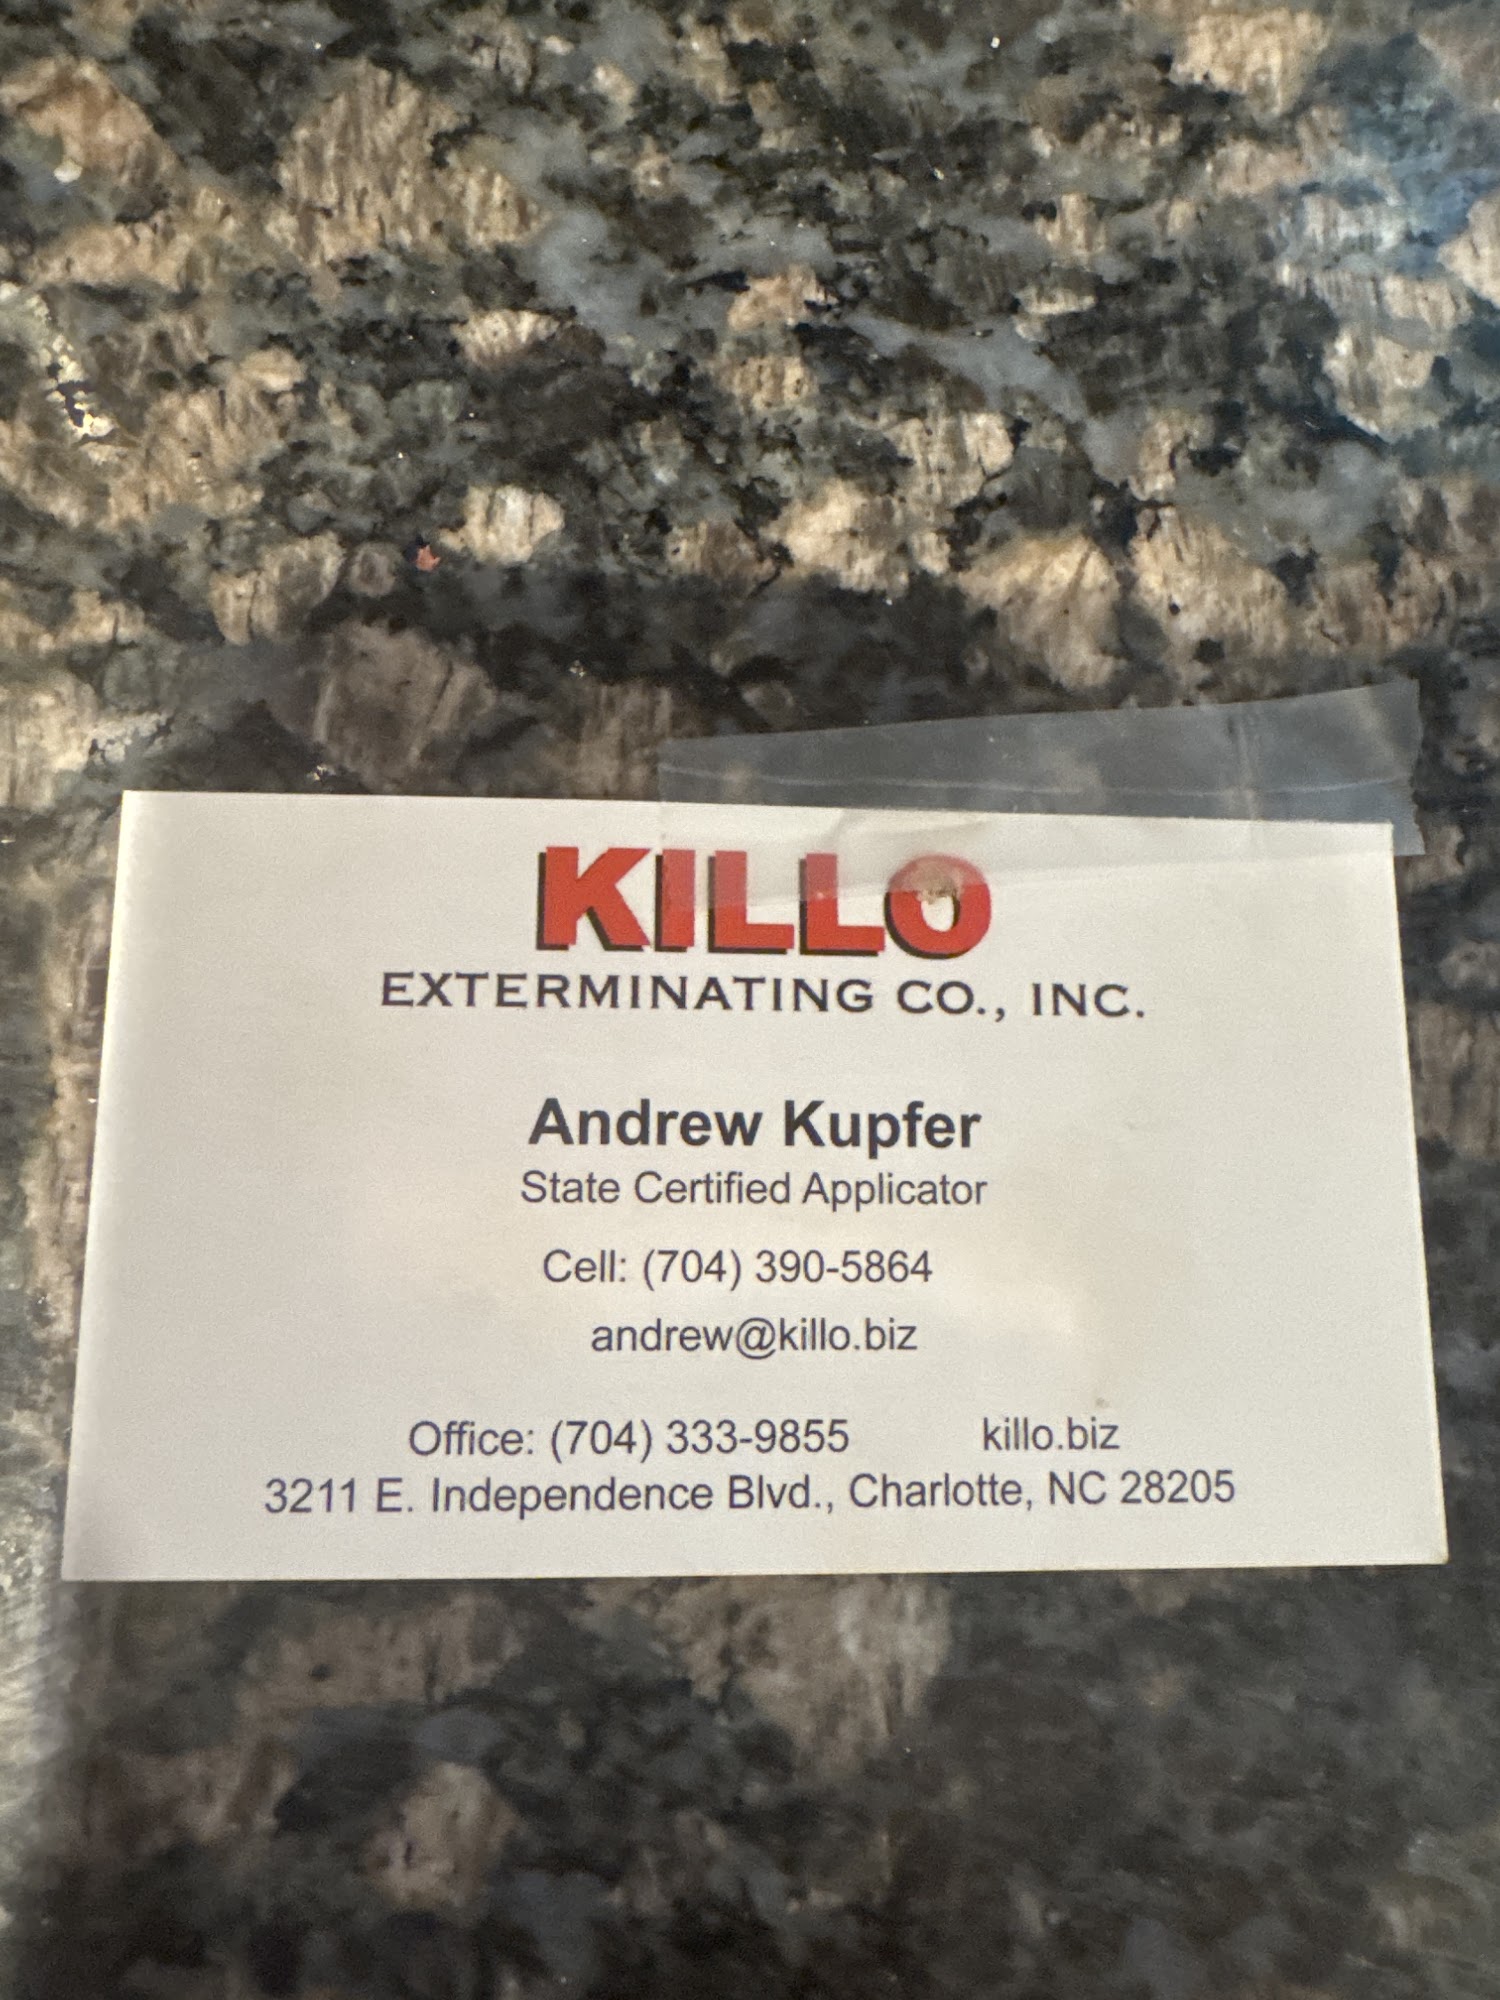 KILLO
EXTERMINATING CO., INC.
Andrew Kupfer
State Certified Applicator
Cell: (704) 390-5864
andrew@killo.biz
Office: (704) 333-9855 killo.biz
3211 E. Independence Blvd., Charlotte, NC 28205